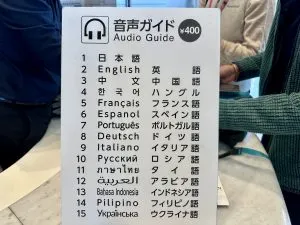 音声ガイド
Audio Guide
¥400
1 日本語
2 English 英語
3 中文 中国語
4 한국어 ハングル
5 Français フランス語
6 Espanol スペイン語
7 Português ポルトガル語
8 Deutsch ドイツ語
9 Italiano イタリア語
10 Русский ロシア語
11 ภาษาไทย タイ語
12 العربية アラビア語
13 Bahasa Indonesia インドネシア語
14 Pilipino フィリピン語
15 Українська ウクライナ語